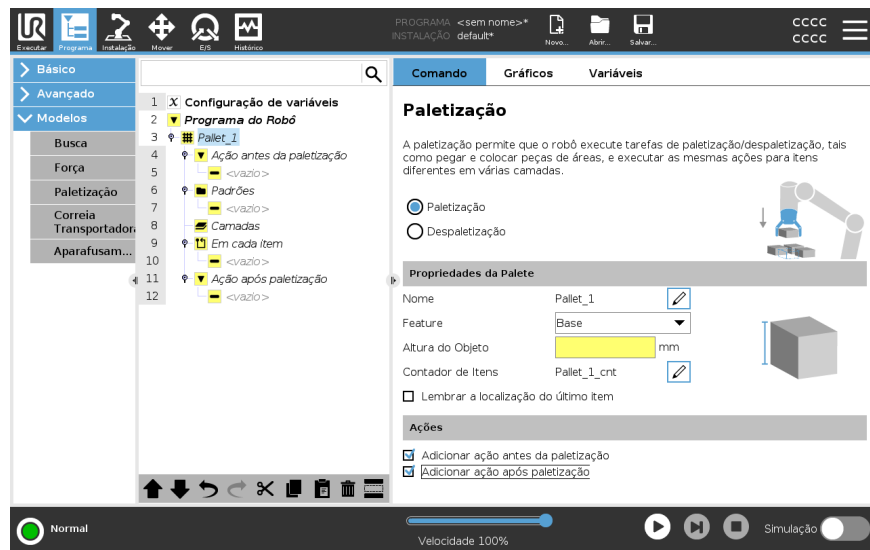 PROGRAMA <sem nome>*
INSTALAÇÃO default*
Executar
Programa
Instalação
Mover
E/S
Histórico
Novo...
Abrir...
Salvar...
CCCC
CCCC
Básico
Avançado
Modelos
Busca
Força
Paletização
Correia
Transportador
Aparafusam...
1 X Configuração de variáveis
2 Programa do Robô
3 Pallet_1
4 Ação antes da paletização
5 <vazio>
6 Padrões
7 <vazio>
8 Camadas
9 Em cada item
10 <vazio>
11 Ação após paletização
12 <vazio>
Comando
Gráficos
Variáveis
Paletização
A paletização permite que o robô execute tarefas de paletização/despaletização, tais
como pegar e colocar peças de áreas, e executar as mesmas ações para itens
diferentes em várias camadas.
Paletização
Despaletização
Propriedades da Palete
Nome Pallet_1
Feature Base
Altura do Objeto mm
Contador de Itens Pallet_1_cnt
Lembrar a localização do último item
Ações
Adicionar ação antes da paletização
Adicionar ação após paletização
Normal
Velocidade 100%
Simulação